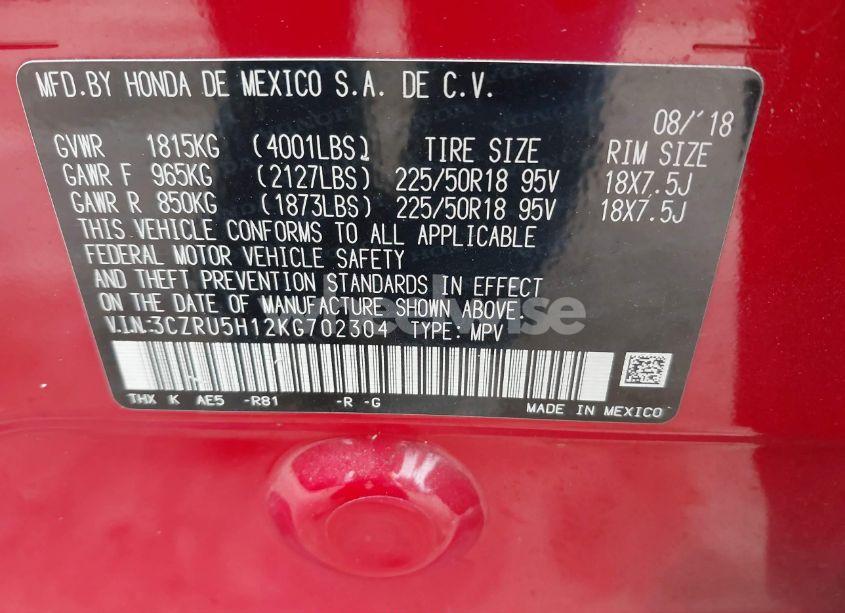 MFD.BY HONDA DE MEXICO S.A. DE C.V.
08/'18
GVWR 1815KG (4001LBS) TIRE SIZE RIM SIZE
GAWR F 965KG (2127LBS) 225/50R18 95V 18X7.5J
GAWR R 850KG (1873LBS) 225/50R18 95V 18X7.5J
THIS VEHICLE CONFORMS TO ALL APPLICABLE
FEDERAL MOTOR VEHICLE SAFETY
AND THEFT PREVENTION STANDARDS IN EFFECT
ON THE DATE OF MANUFACTURE SHOWN ABOVE.
V.I.N.3CZRU5H12KG702304 TYPE: MPV
THX K AE5 -R81 -R -G
MADE IN MEXICO